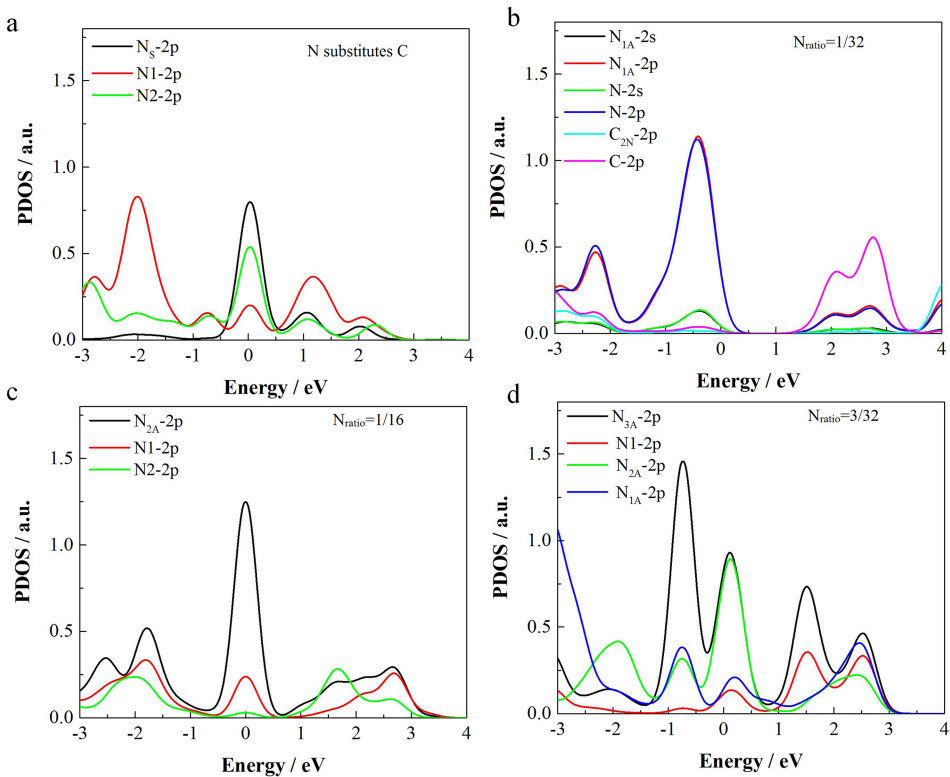 a
N substitutes C
N_S-2p
N1-2p
N2-2p
PDOS / a.u.
1.5
1.0
0.5
0.0
-3 -2 -1 0 1 2 3 4
Energy / eV
b
N_ratio=1/32
N_1A-2s
N_1A-2p
N-2s
N-2p
C_2N-2p
C-2p
PDOS / a.u.
1.5
1.0
0.5
0.0
-3 -2 -1 0 1 2 3 4
Energy / eV
c
N_ratio=1/16
N_2A-2p
N1-2p
N2-2p
PDOS / a.u.
1.5
1.0
0.5
0.0
-3 -2 -1 0 1 2 3 4
Energy / eV
d
N_ratio=3/32
N_3A-2p
N1-2p
N_2A-2p
N_1A-2p
PDOS / a.u.
1.5
1.0
0.5
0.0
-3 -2 -1 0 1 2 3 4
Energy / eV